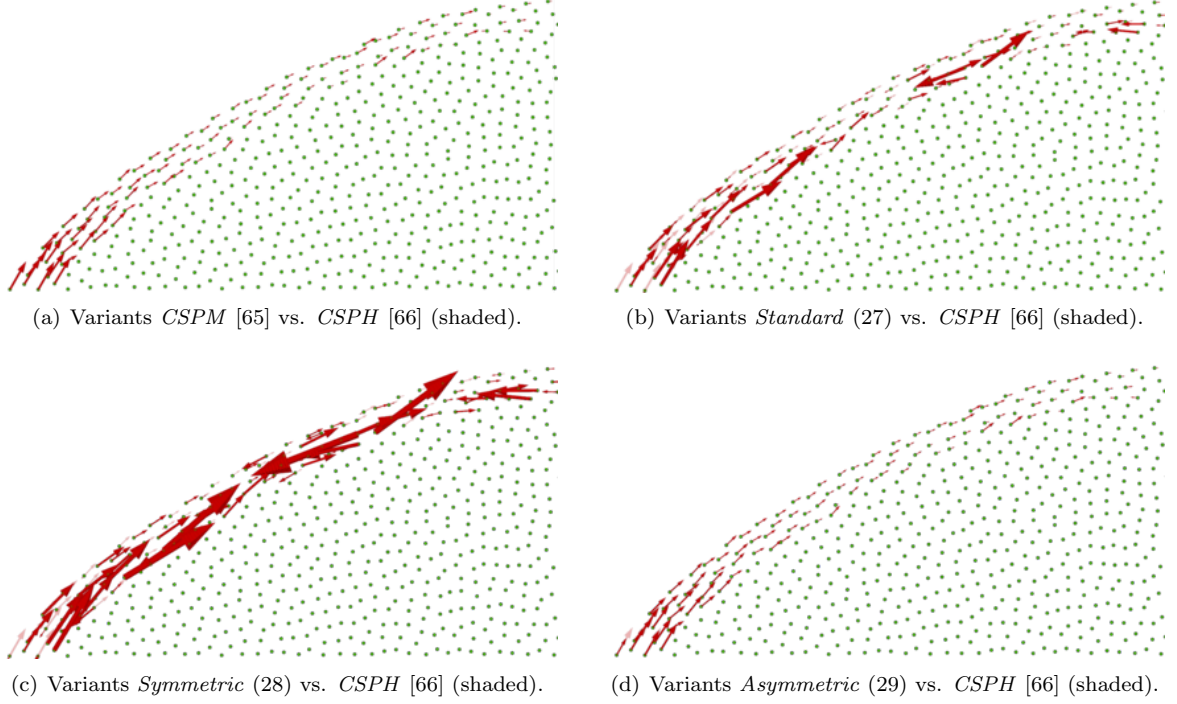 (a) Variants CSPM [65] vs. CSPH [66] (shaded).
(b) Variants Standard (27) vs. CSPH [66] (shaded).
(c) Variants Symmetric (28) vs. CSPH [66] (shaded).
(d) Variants Asymmetric (29) vs. CSPH [66] (shaded).